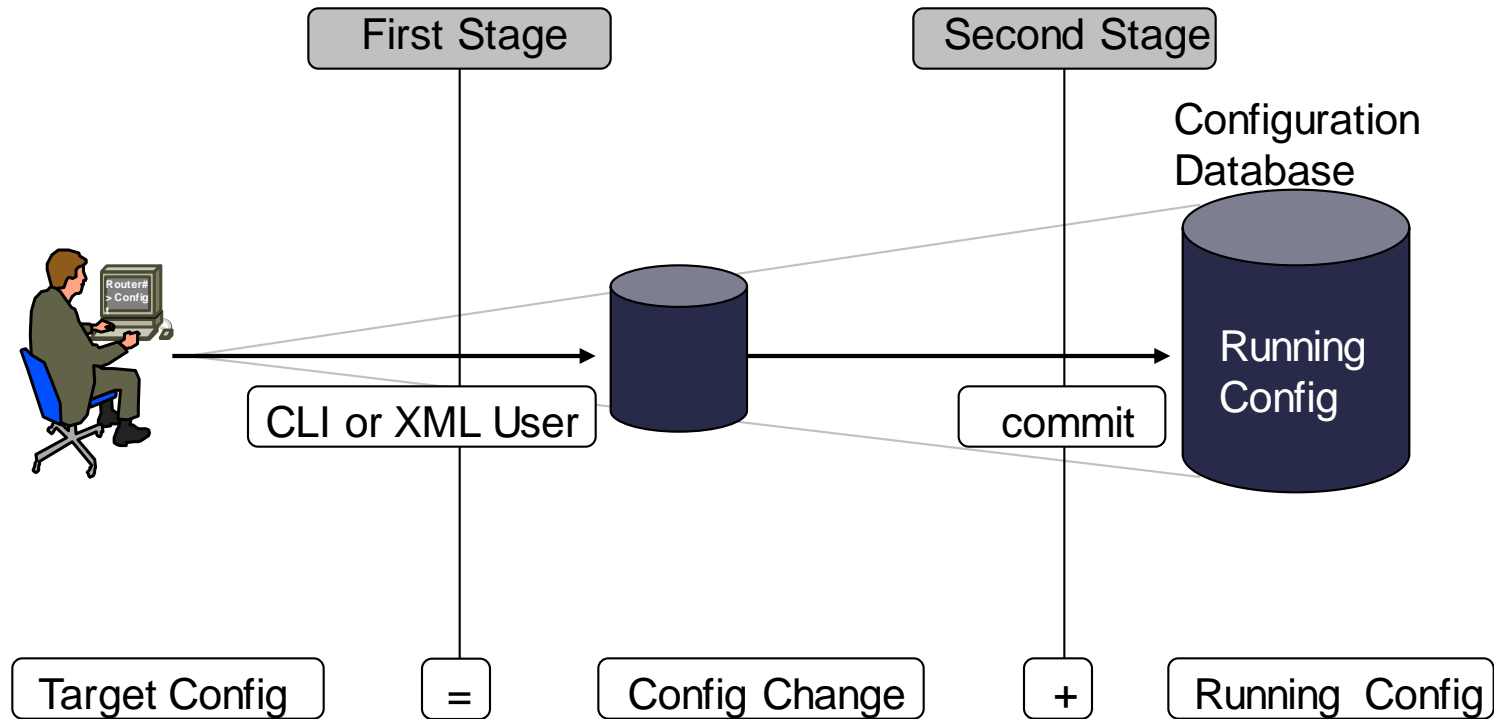 First Stage
Second Stage
Configuration
Database
Router#
> Config
Running
Config
CLI or XML User
commit
Target Config
=
Config Change
+
Running Config